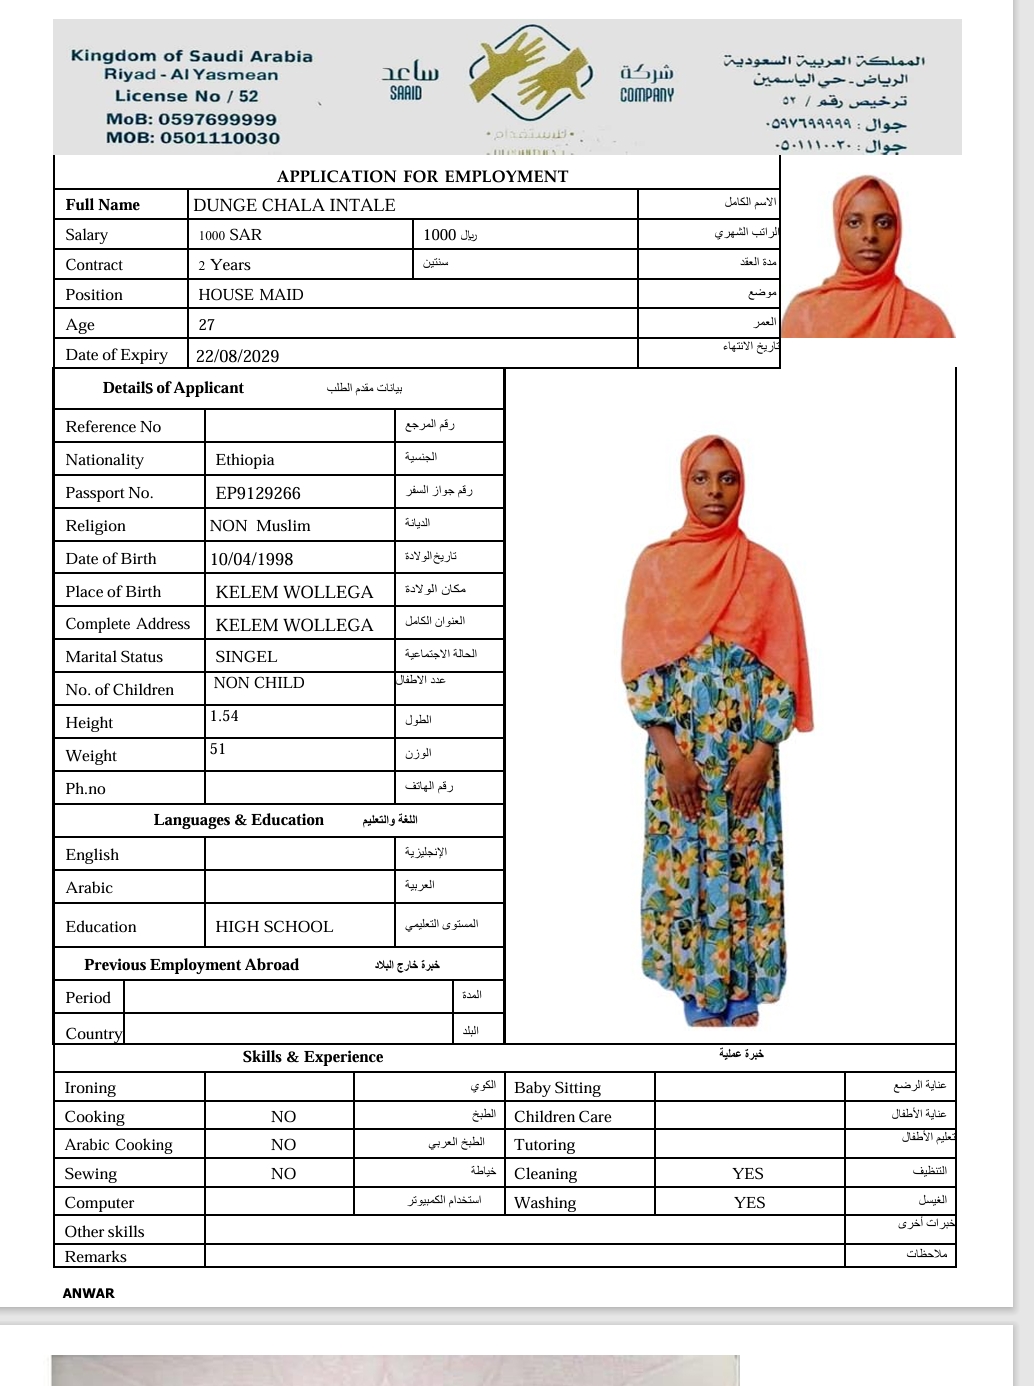 Kingdom of Saudi Arabia
Riyad - Al Yasmean
License No / 52
MoB: 0597699999
MOB: 0501110030
ساعد
SAAID
شركة
COMPANY
للاستقدام
المملكة العربية السعودية
الرياض - حي الياسمين
ترخيص رقم / ٥٢
جوال : ٠٥٩٧٦٩٩٩٩٩
جوال : ٠٥٠١١١٠٠٣٠
APPLICATION FOR EMPLOYMENT
Full Name DUNGE CHALA INTALE الاسم الكامل
Salary 1000 SAR 1000 ريال الراتب الشهري
Contract 2 Years سنتين مدة العقد
Position HOUSE MAID موضع
Age 27 العمر
Date of Expiry 22/08/2029 تاريخ الانتهاء
Details of Applicant بيانات مقدم الطلب
Reference No رقم المرجع
Nationality Ethiopia الجنسية
Passport No. EP9129266 رقم جواز السفر
Religion NON Muslim الديانة
Date of Birth 10/04/1998 تاريخ الولادة
Place of Birth KELEM WOLLEGA مكان الولادة
Complete Address KELEM WOLLEGA العنوان الكامل
Marital Status SINGEL الحالة الاجتماعية
No. of Children NON CHILD عدد الاطفال
Height 1.54 الطول
Weight 51 الوزن
Ph.no رقم الهاتف
Languages & Education اللغة والتعليم
English الإنجليزية
Arabic العربية
Education HIGH SCHOOL المستوى التعليمي
Previous Employment Abroad خبرة خارج البلاد
Period المدة
Country البلد
Skills & Experience خبرة عملية
Ironing الكوي Baby Sitting عناية الرضع
Cooking NO الطبخ Children Care عناية الأطفال
Arabic Cooking NO الطبخ العربي Tutoring تعليم الأطفال
Sewing NO خياطة Cleaning YES التنظيف
Computer استخدام الكمبيوتر Washing YES الغيسل
Other skills خبرات أخرى
Remarks ملاحظات
ANWAR